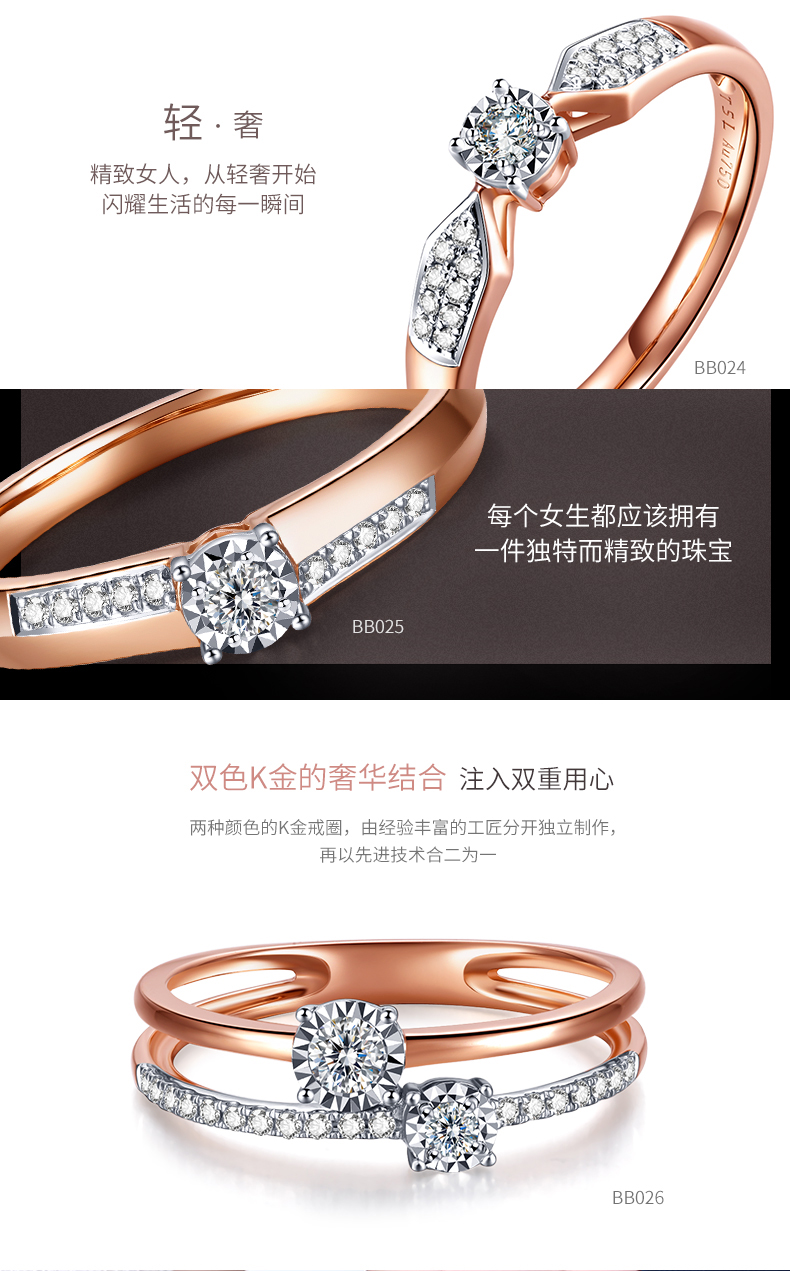 轻·奢
精致女人，从轻奢开始
闪耀生活的每一瞬间
TSL Au750
BB024
每个女生都应该拥有
一件独特而精致的珠宝
BB025
双色K金的奢华结合 注入双重用心
两种颜色的K金戒圈，由经验丰富的工匠分开独立制作，
再以先进技术合二为一
BB026